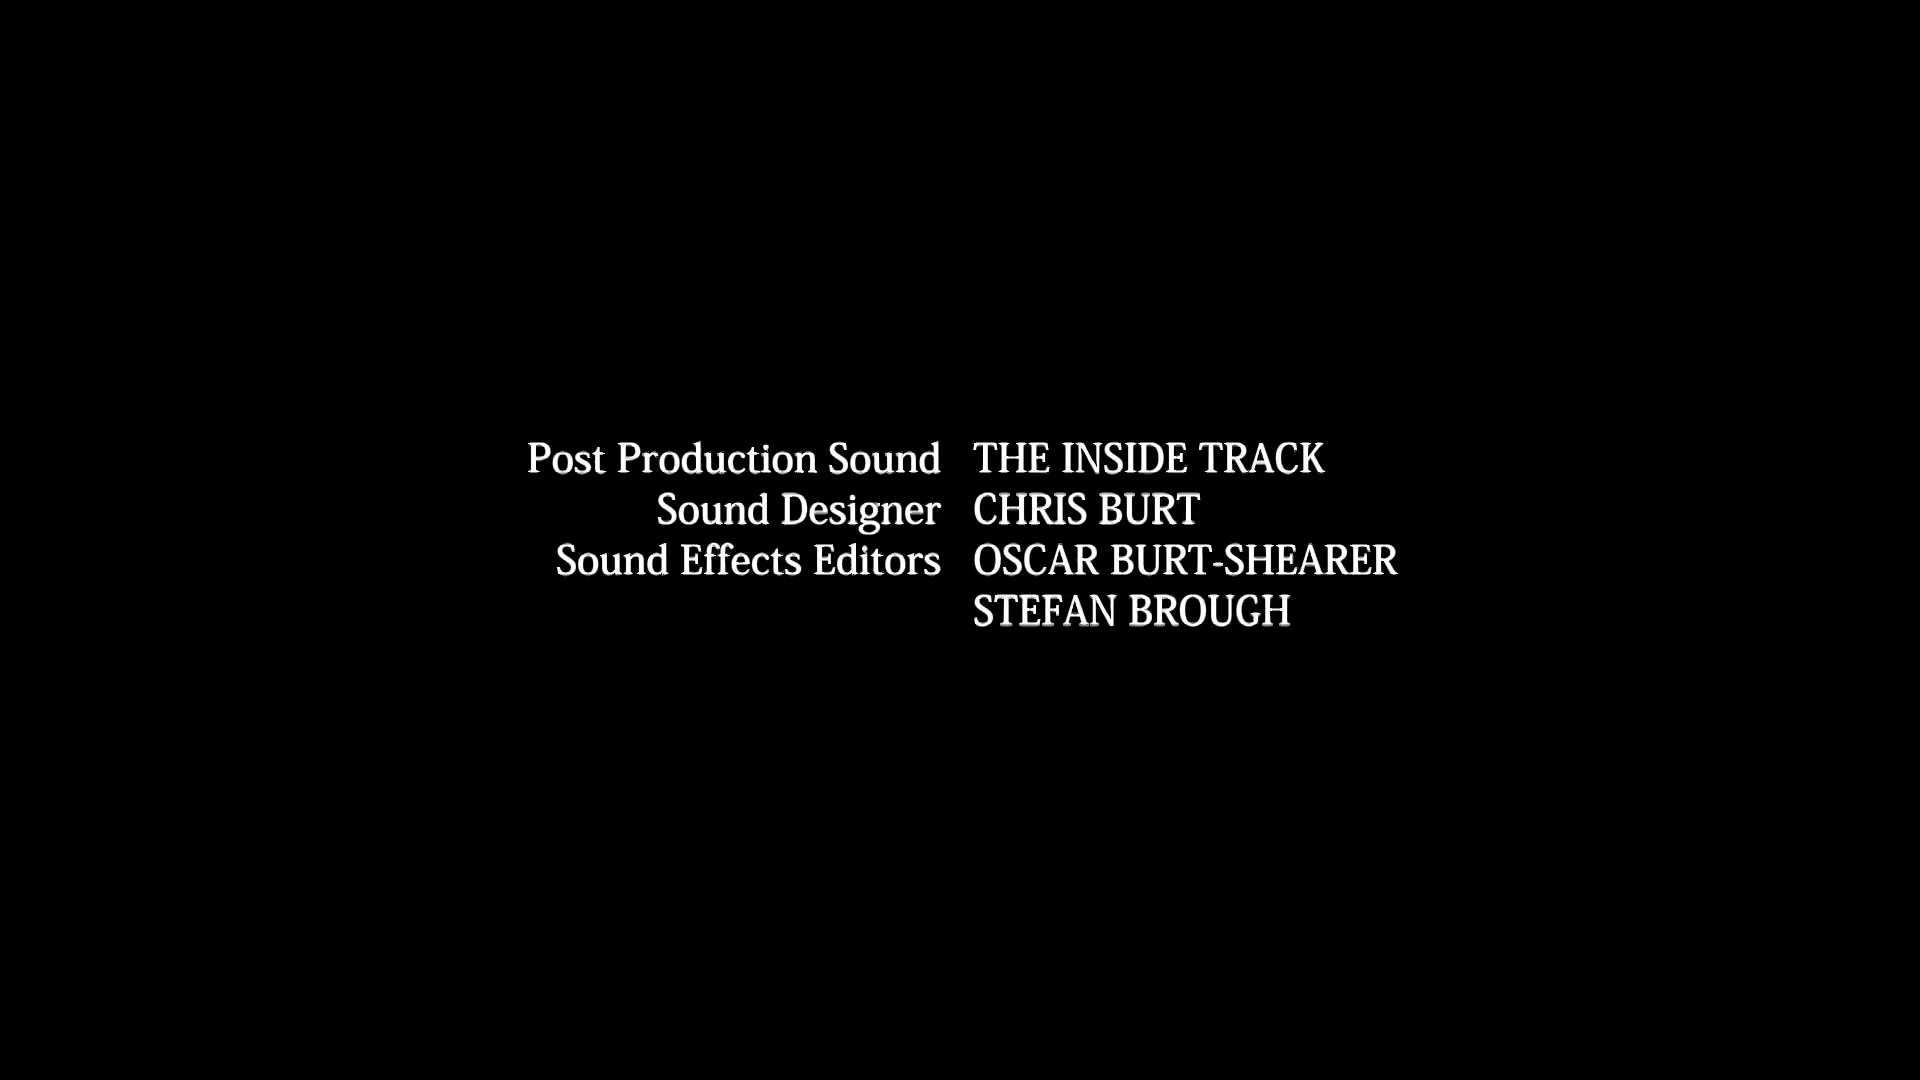 Post Production Sound THE INSIDE TRACK
Sound Designer CHRIS BURT
Sound Effects Editors OSCAR BURT-SHEARER
STEFAN BROUGH